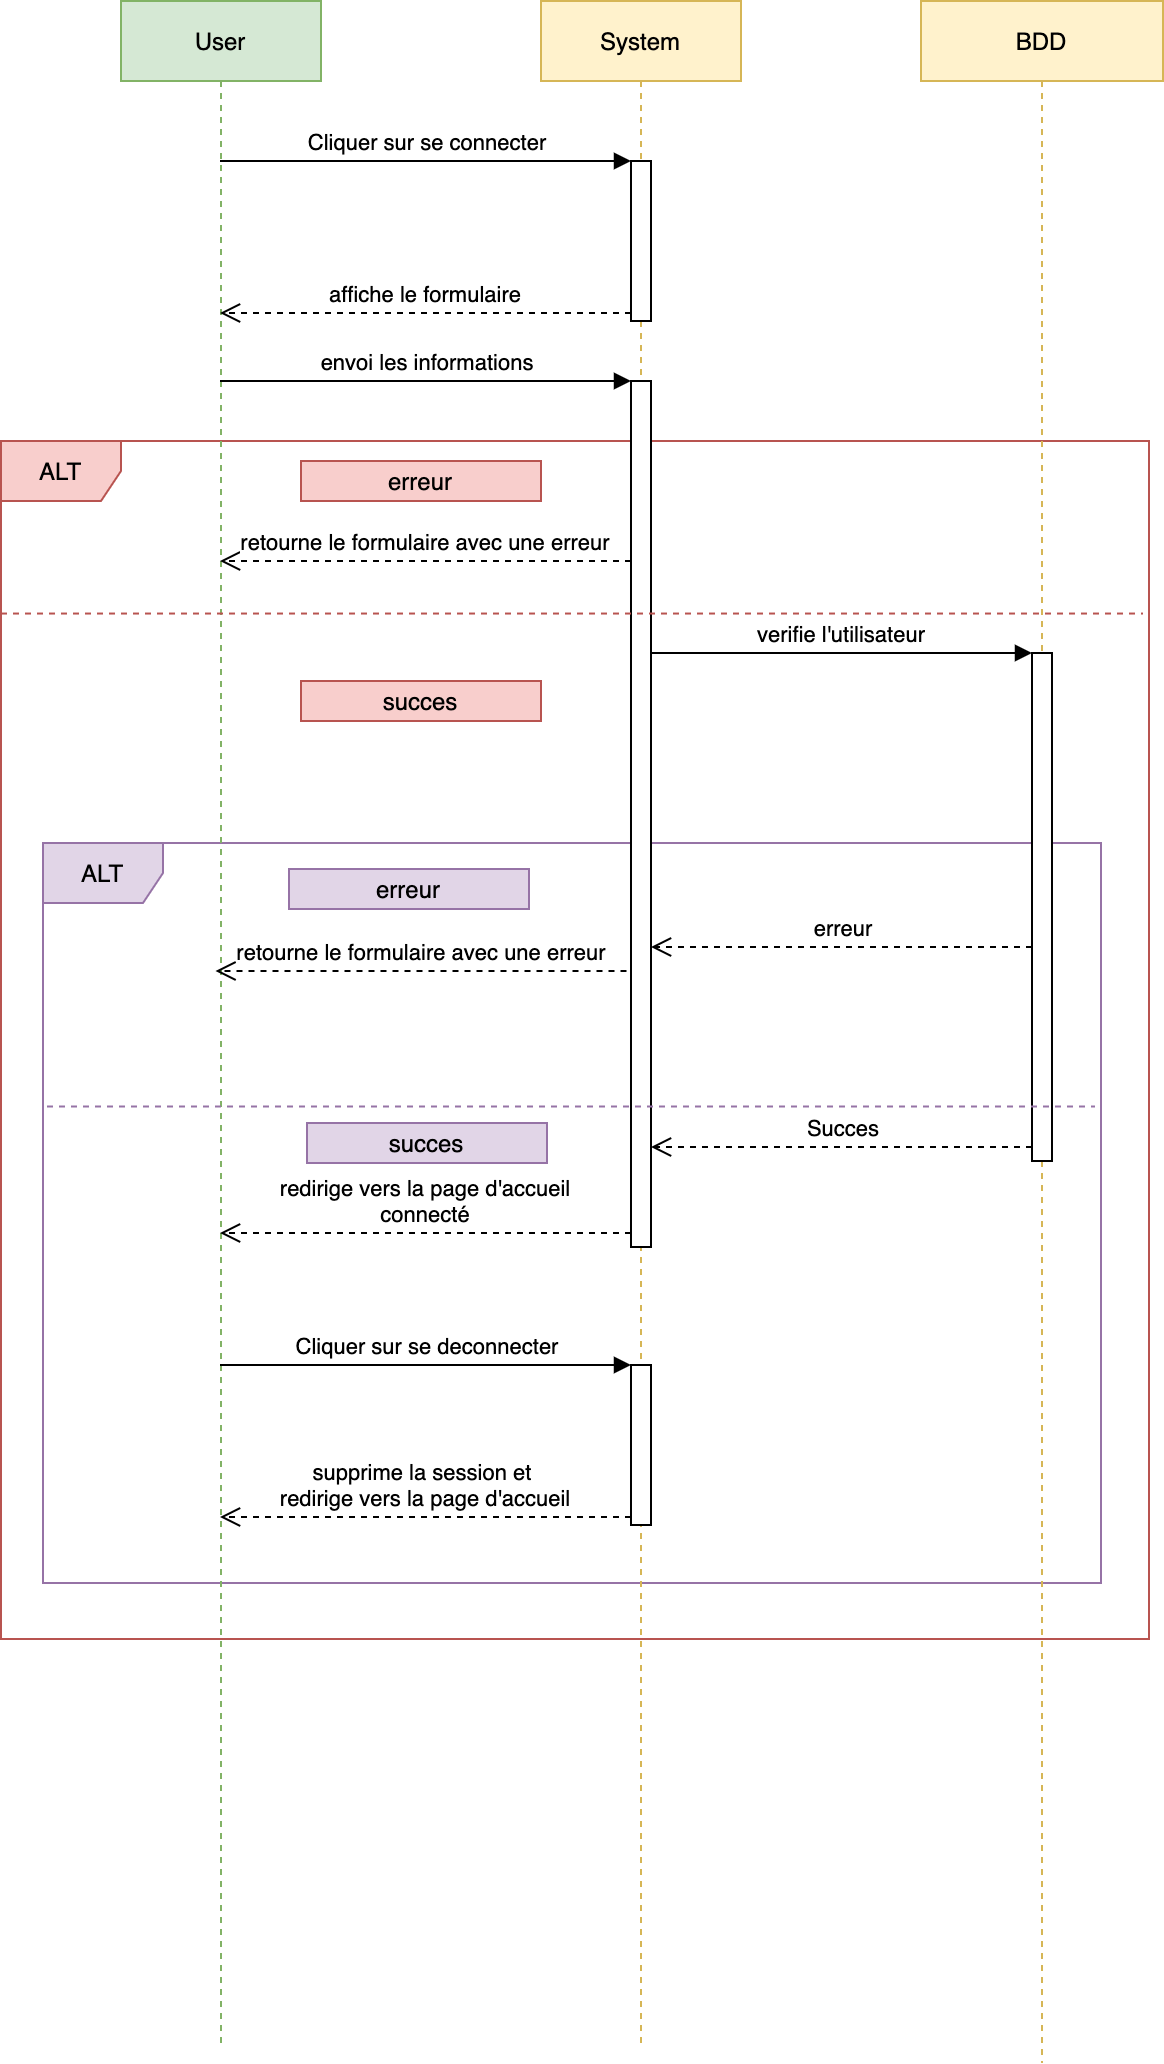 User
System
BDD
Cliquer sur se connecter
affiche le formulaire
envoi les informations
ALT
erreur
retourne le formulaire avec une erreur
verifie l'utilisateur
succes
ALT
erreur
erreur
retourne le formulaire avec une erreur
Succes
succes
redirige vers la page d'accueil
connecté
Cliquer sur se deconnecter
supprime la session et
redirige vers la page d'accueil